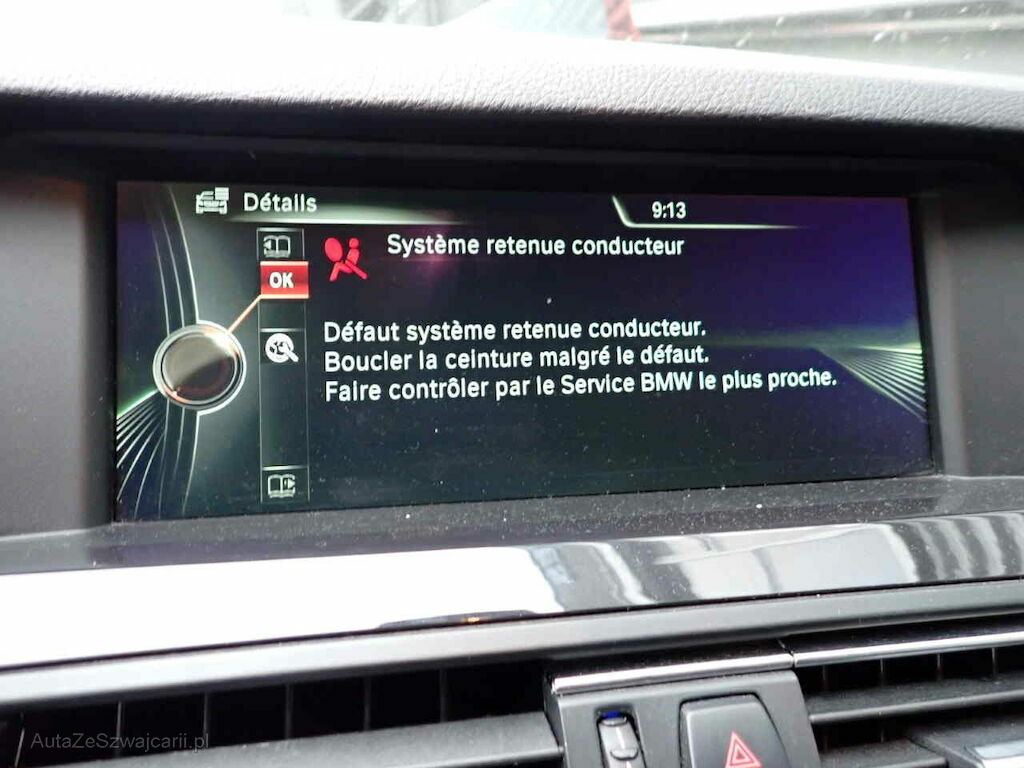 Détails
9:13
Système retenue conducteur
OK
Défaut système retenue conducteur.
Boucler la ceinture malgré le défaut.
Faire contrôler par le Service BMW le plus proche.
AutaZeSzwajcarii.pl